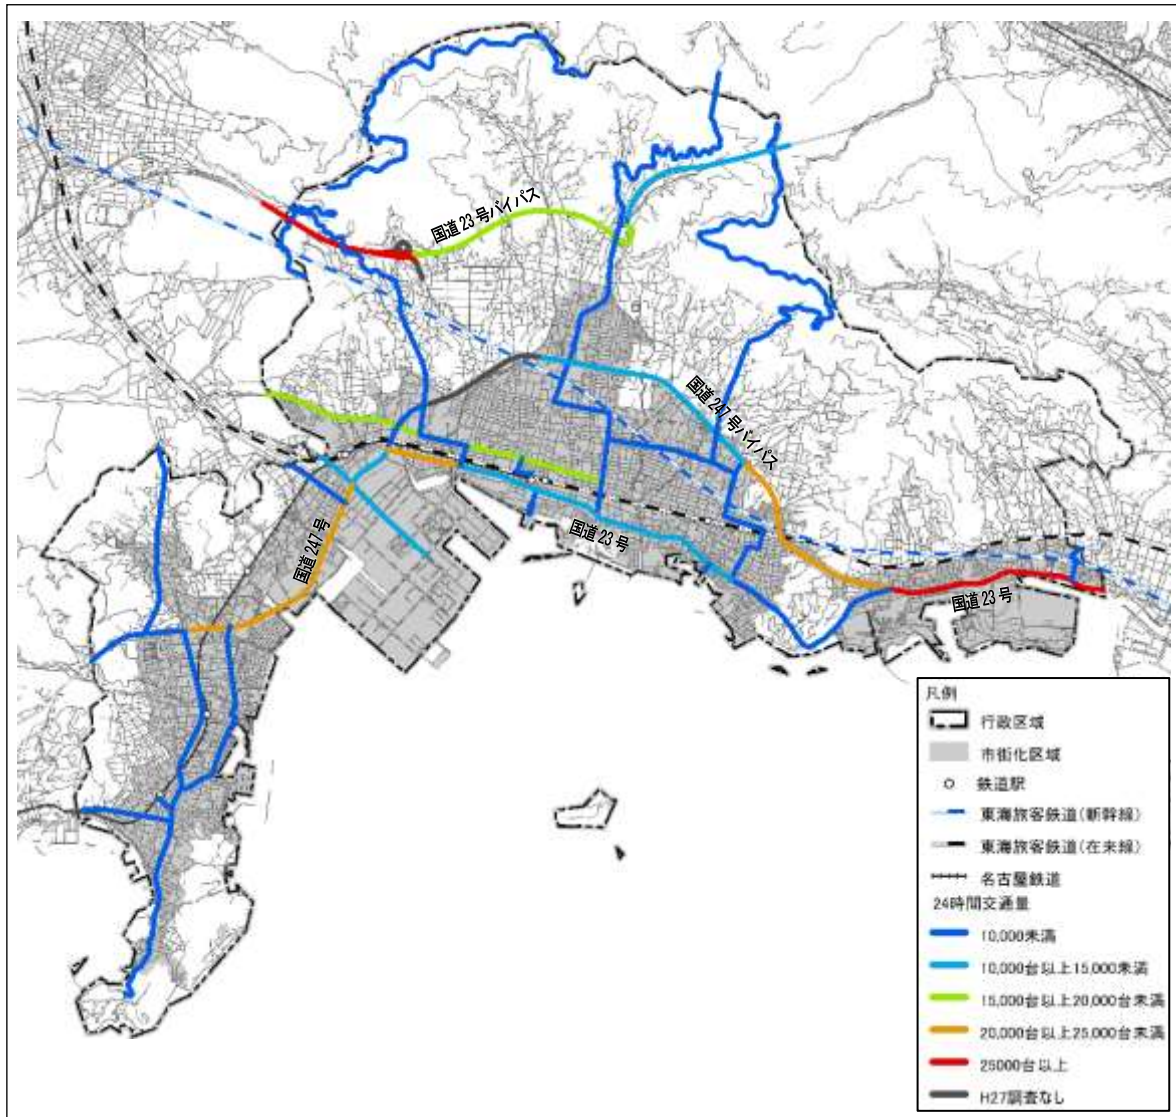 国道23号バイパス
国道247号バイパス
国道247号
国道23号
国道23号
凡例
行政区域
市街化区域
鉄道駅
東海旅客鉄道(新幹線)
東海旅客鉄道(在来線)
名古屋鉄道
24時間交通量
10,000未満
10,000台以上15,000未満
15,000台以上20,000台未満
20,000台以上25,000台未満
25000台以上
H27調査なし